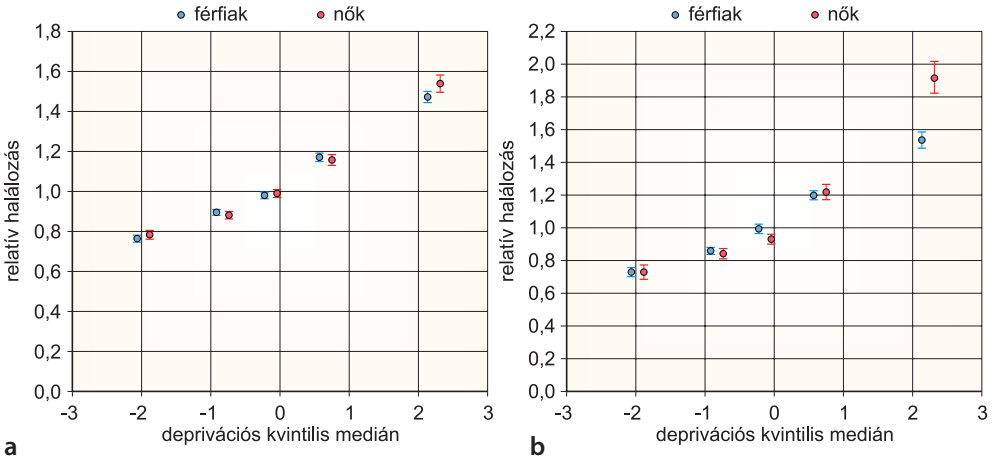 férfiak nők
relatív halálozás
1,8
1,6
1,4
1,2
1,0
0,8
0,6
0,4
0,2
0,0
-3 -2 -1 0 1 2 3
deprivációs kvintilis medián
a
férfiak nők
relatív halálozás
2,2
2,0
1,8
1,6
1,4
1,2
1,0
0,8
0,6
0,4
0,2
0,0
-3 -2 -1 0 1 2 3
deprivációs kvintilis medián
b